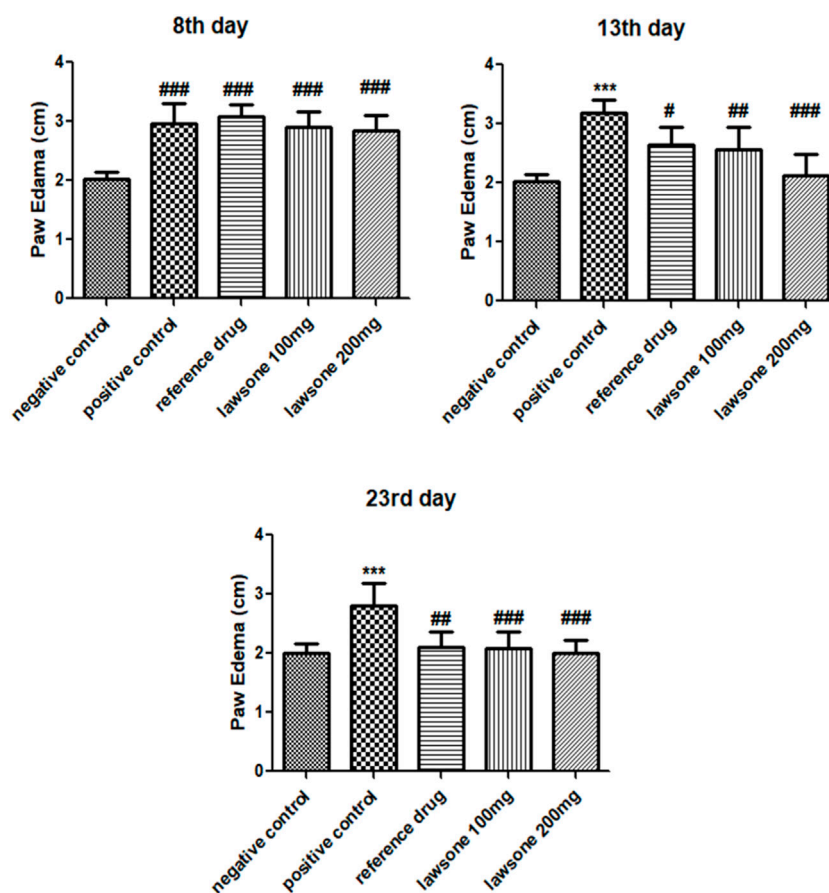 8th day
Paw Edama (cm)
4
3
2
1
0
###
###
###
###
negative control
positive control
reference drug
lawsone 100mg
lawsone 200mg
13th day
Paw Edema (cm)
4
3
2
1
0
***
#
##
###
negative control
positive control
reference drug
lawsone 100mg
lawsone 200mg
23rd day
Paw Edema (cm)
4
3
2
1
0
***
##
###
###
negative control
positive control
reference drug
lawsone 100mg
lawsone 200mg